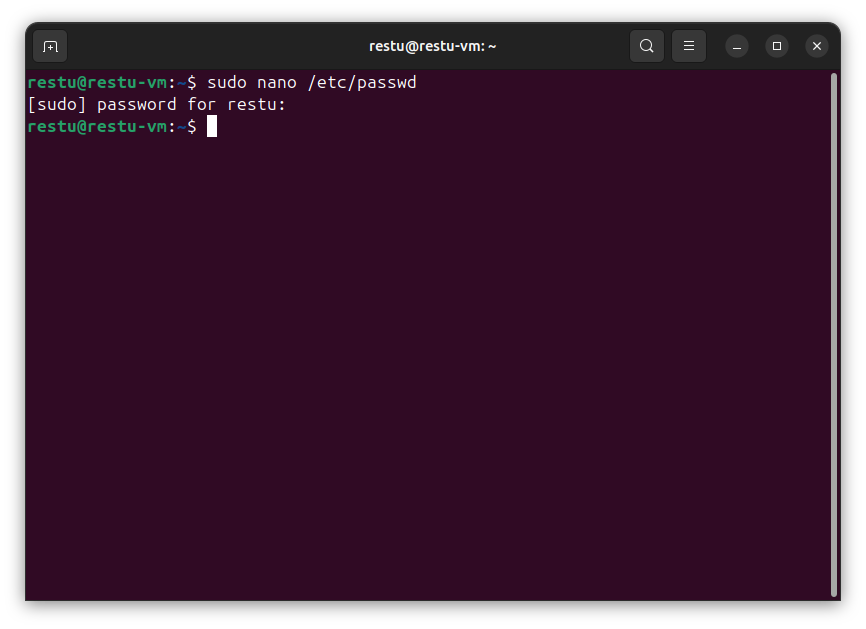 restu@restu-vm: ~
restu@restu-vm:~$ sudo nano /etc/passwd
[sudo] password for restu:
restu@restu-vm:~$